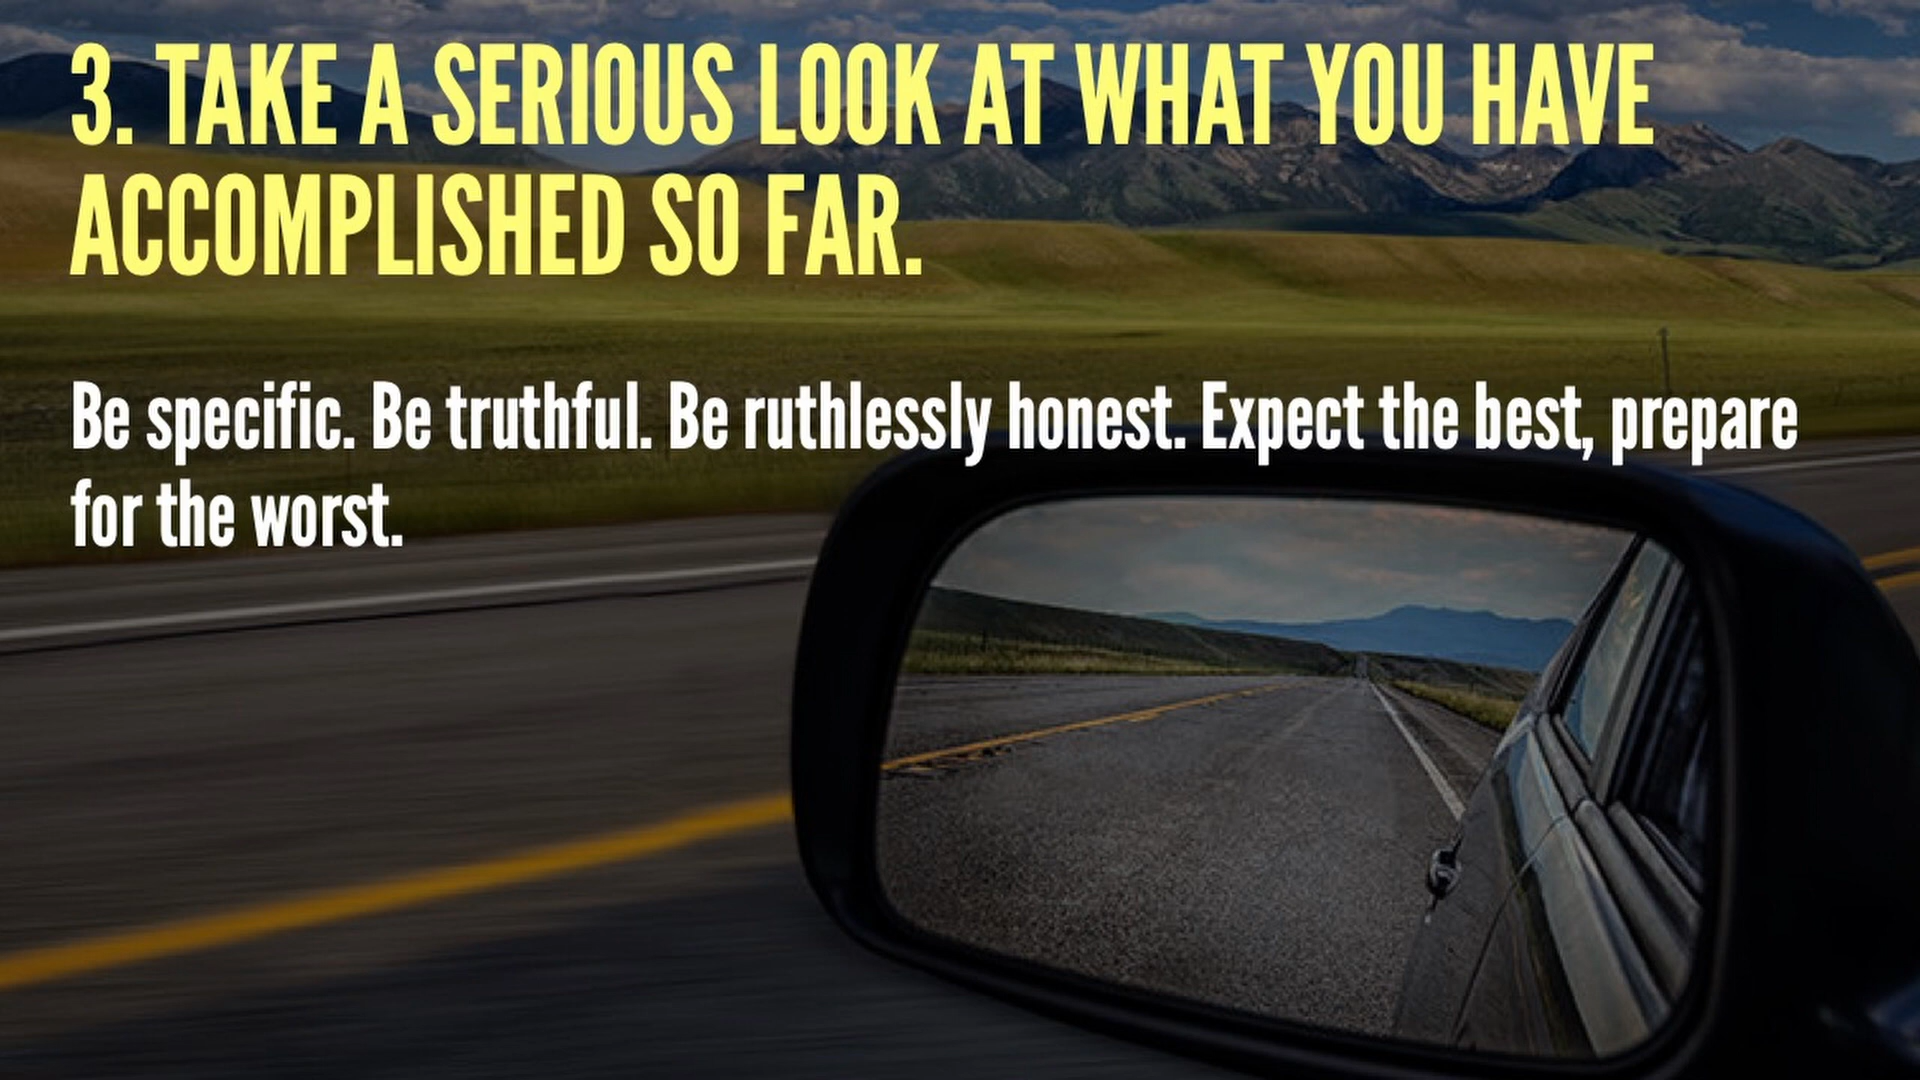 3. TAKE A SERIOUS LOOK AT WHAT YOU HAVE
ACCOMPLISHED SO FAR.
Be specific. Be truthful. Be ruthlessly honest. Expect the best, prepare
for the worst.